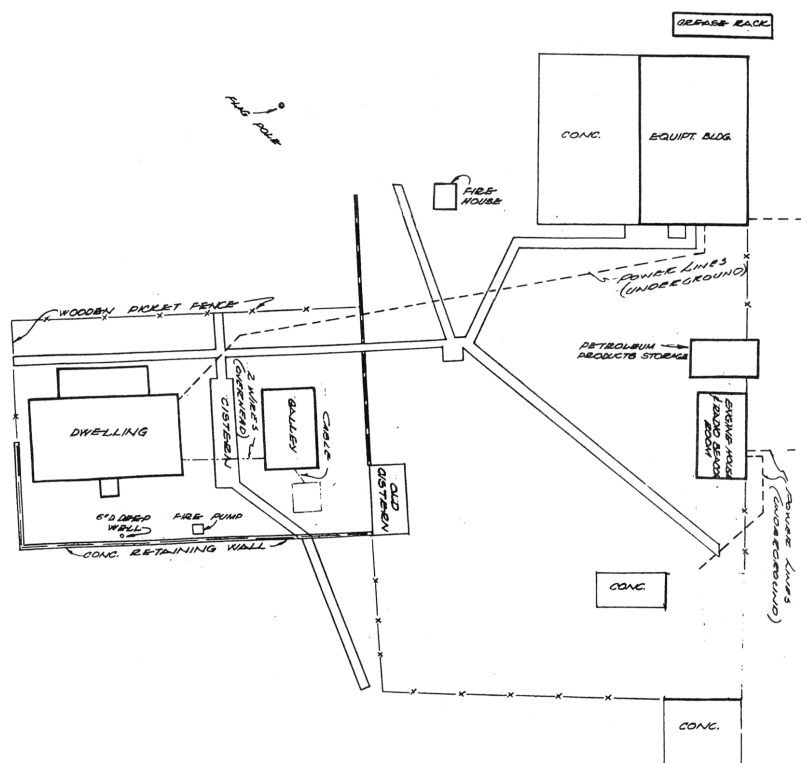 GREASE RACK
FLAG POLE
CONC.
EQUIPT. BLDG.
FIRE
HOUSE
POWER LINES
(UNDERGROUND)
WOODEN PICKET FENCE
PETROLEUM
PRODUCTS STORAGE
DWELLING
CISTERN
2 WIRES
(OVERHEAD)
GALLEY
CABLE
ENGINE HOUSE
RADIO BEACON
ROOM
OLD
CISTERN
POWER LINES
(UNDERGROUND)
6"Ø DEEP
WELL
FIRE PUMP
CONC. RETAINING WALL
CONC.
CONC.